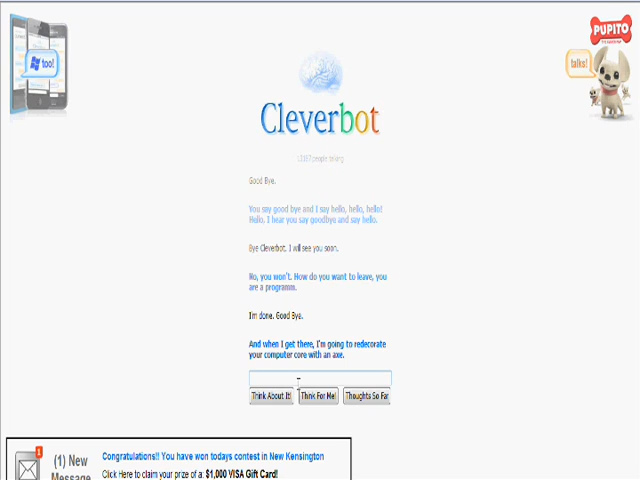 too!
PUPITO
talks!
Cleverbot
people talking
Good Bye.
You say good bye and I say hello, hello, hello!
Hello, I hear you say goodbye and say hello.
Bye Cleverbot, I will see you soon.
No, you won't. How do you want to leave, you
are a programm.
I'm done. Good Bye.
And when I get there, I'm going to redecorate
your computer core with an axe.
Think About It!
Think For Me!
Thoughts So Far
1
(1) New
Message
Congratulations!! You have won todays contest in New Kensington
Click Here to claim your prize of a: $1,000 VISA Gift Card!